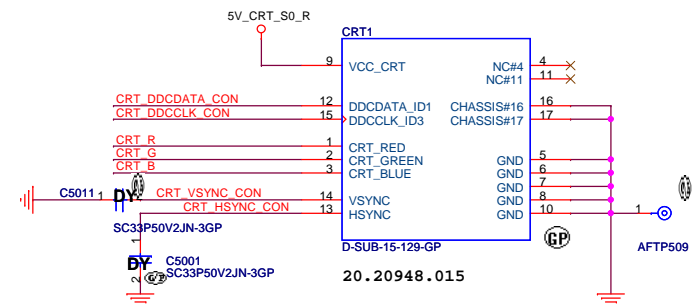 5V_CRT_S0_R
CRT1
9 VCC_CRT NC#4 4
NC#11 11
CRT_DDCDATA_CON 12 DDCDATA_ID1 CHASSIS#16 16
CRT_DDCCLK_CON 15 DDCCLK_ID3 CHASSIS#17 17
CRT_R 1 CRT_RED
CRT_G 2 CRT_GREEN GND 5
CRT_B 3 CRT_BLUE GND 6
GND 7
C5011 1 DY CRT_VSYNC_CON 14 VSYNC GND 8
CRT_HSYNC_CON 13 HSYNC GND 10 1
SC33P50V2JN-3GP
D-SUB-15-129-GP GP AFTP509
1
DY C5001
2 SC33P50V2JN-3GP
20.20948.015